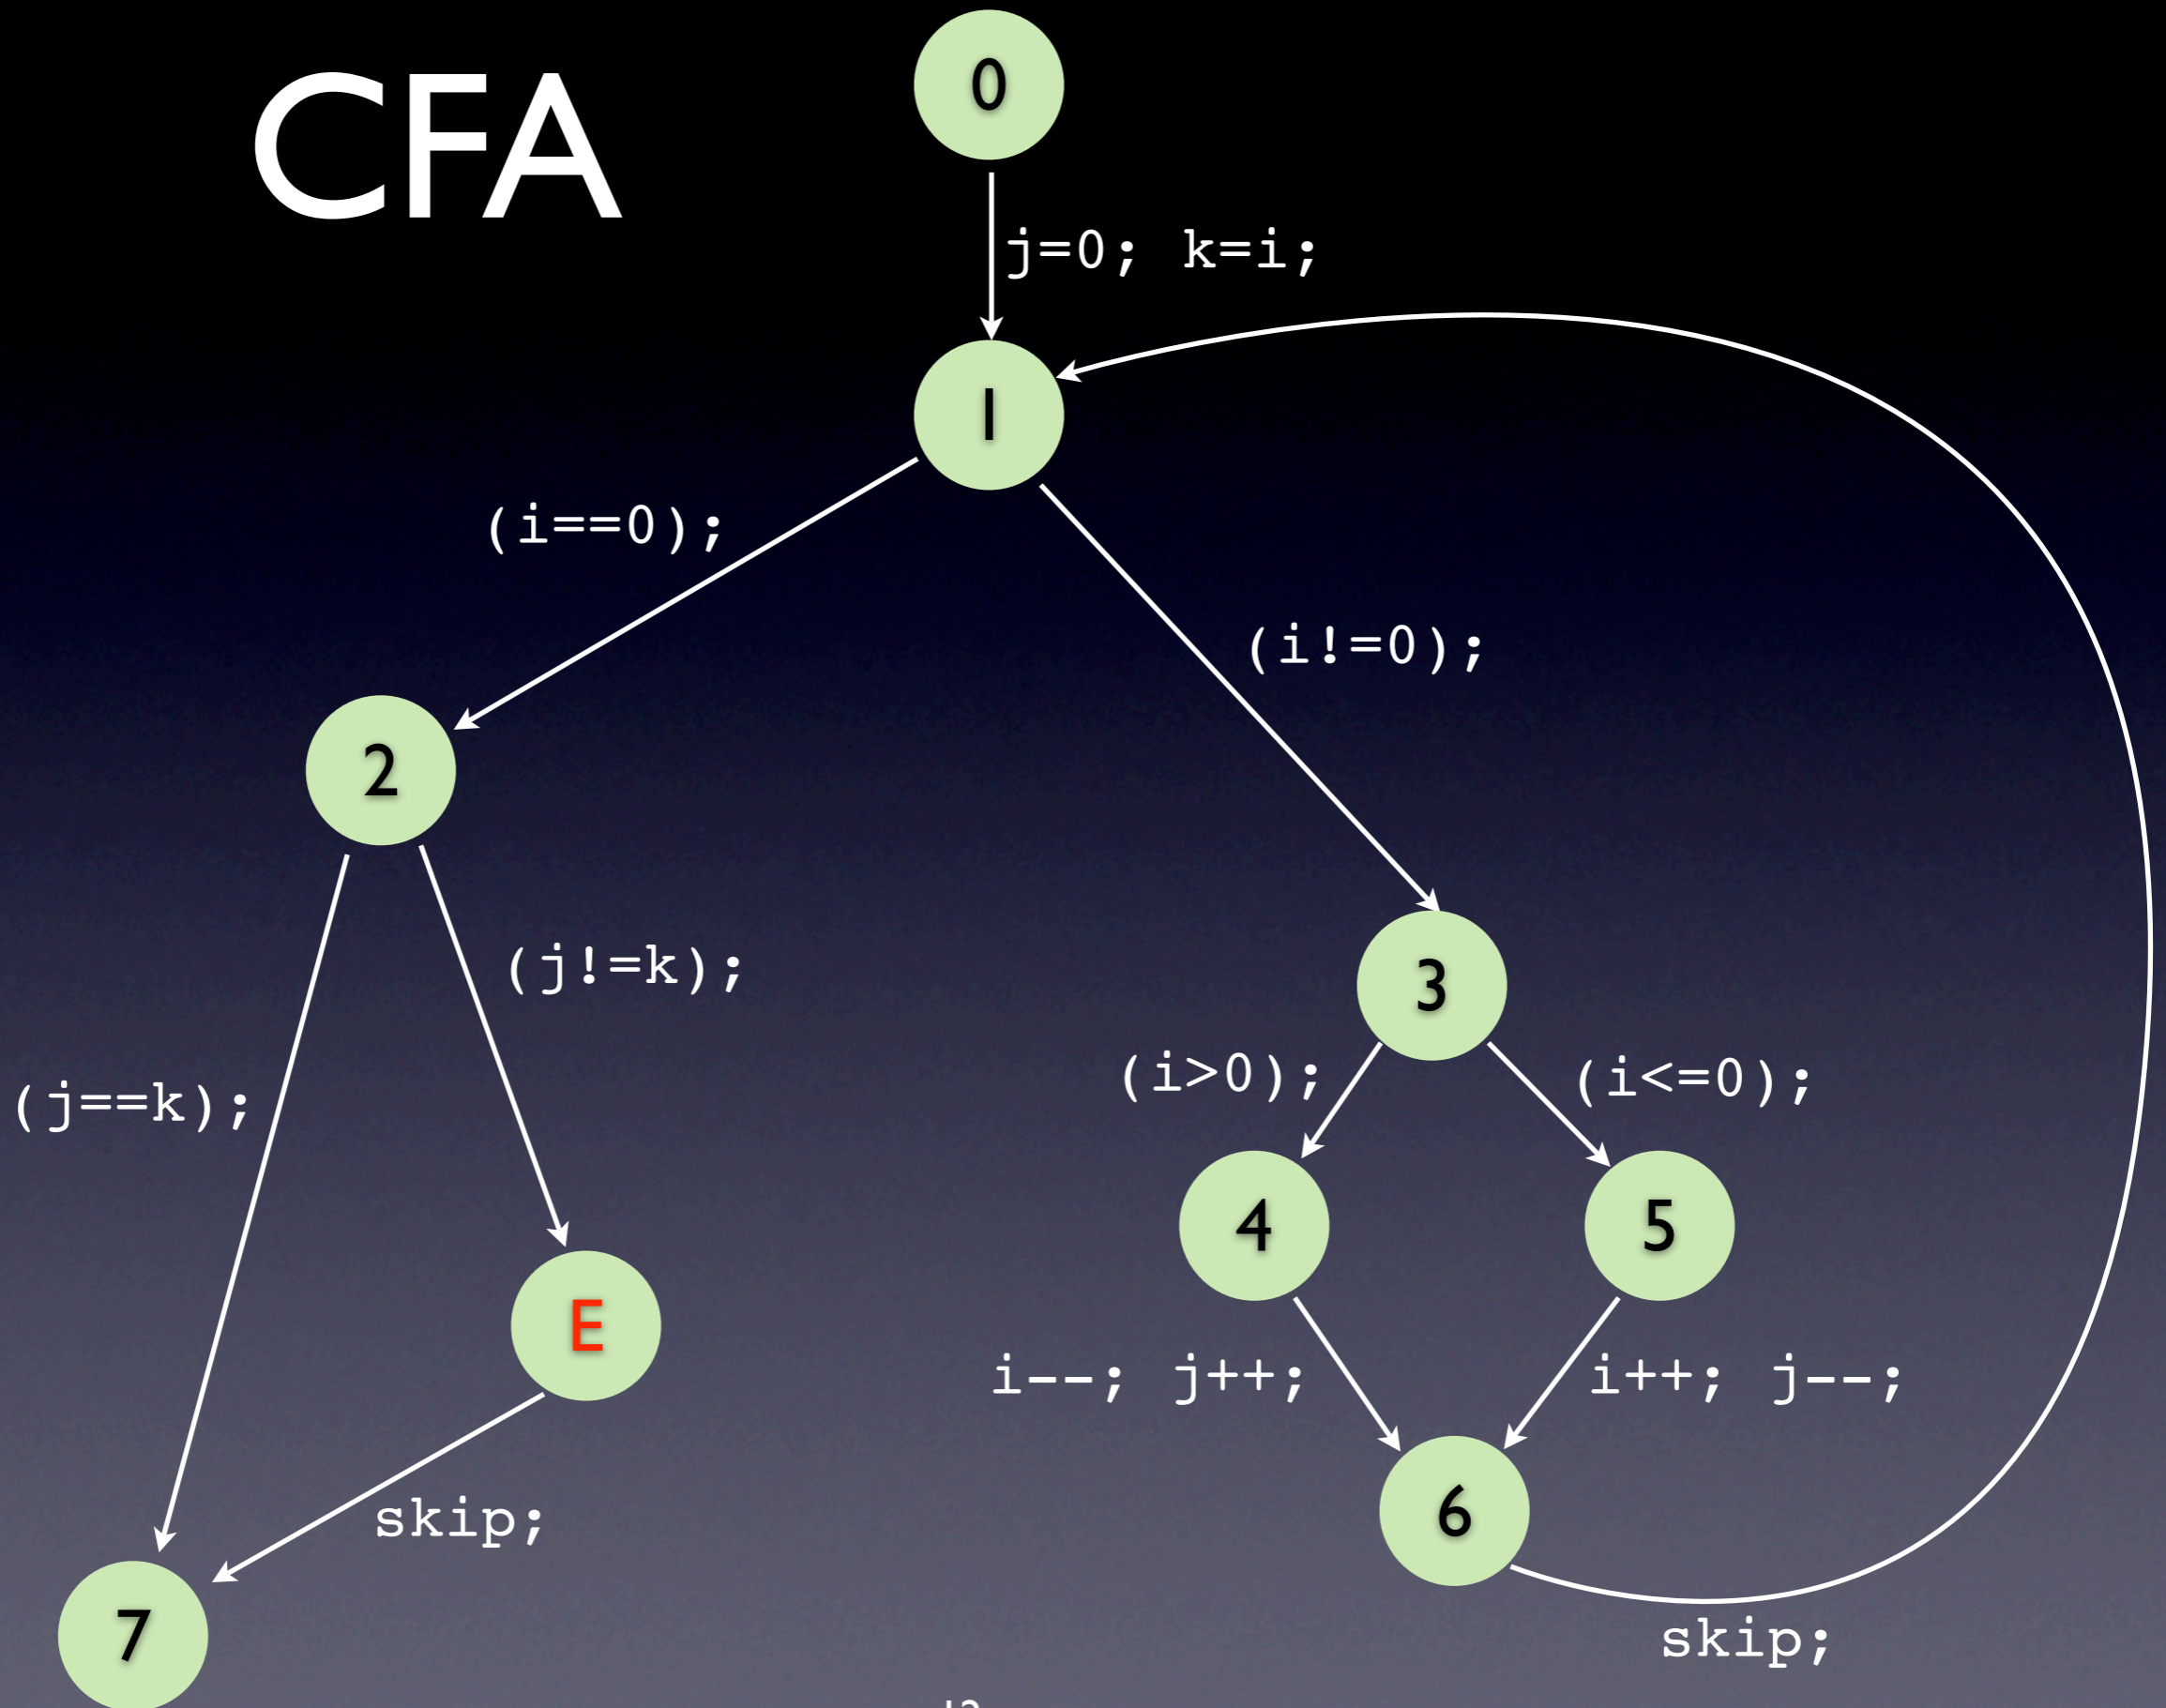 CFA
0
j=0; k=i;
1
(i==0);
(i!=0);
2
(j!=k);
3
(i>0);
(i<=0);
(j==k);
4
5
E
i--; j++;
i++; j--;
6
skip;
7
skip;